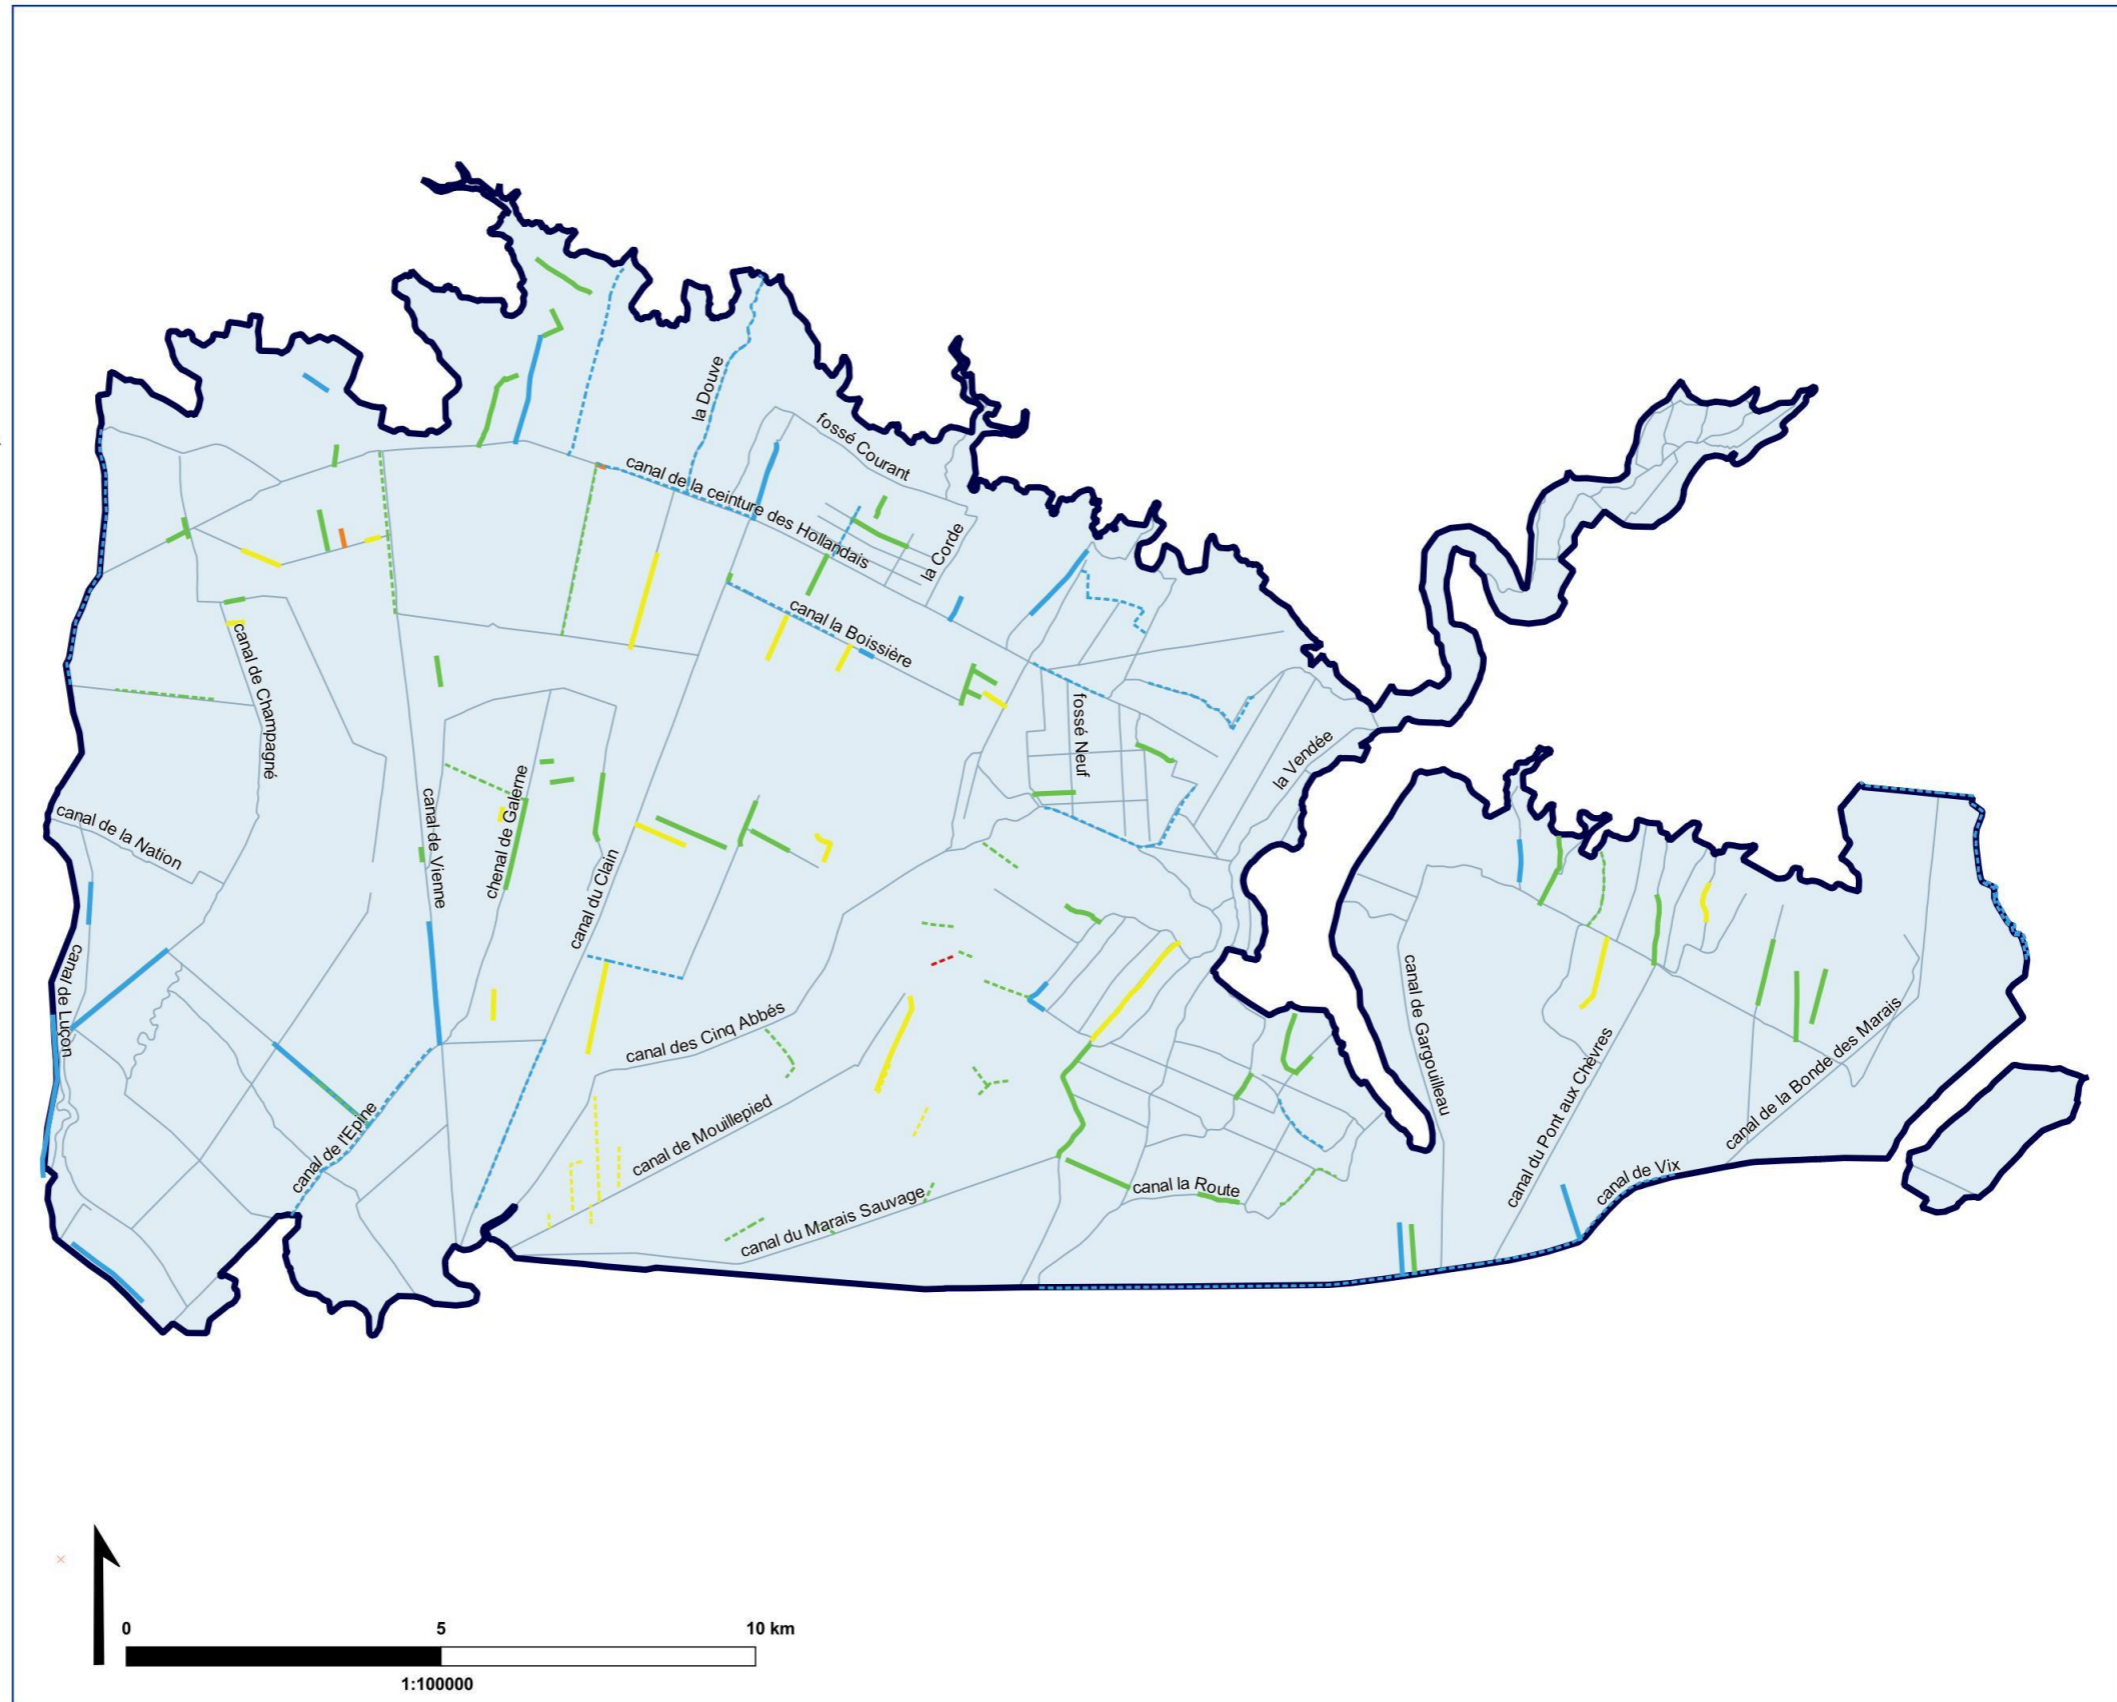 la Douve
fossé Courant
canal de la ceinture des Hollandais
la Corde
canal la Boissière
canal de Champagné
fossé Neuf
la Vendée
canal de la Nation
canal de Vienne
chenal de Galerne
canal du Clain
canal de Luçon
canal des Cinq Abbés
canal de Gargouilleau
canal du Pont aux Chèvres
canal de la Bonde des Marais
canal de l'Epine
canal de Mouillepied
canal du Marais Sauvage
canal la Route
canal de Vix
0 5 10 km
1:100000